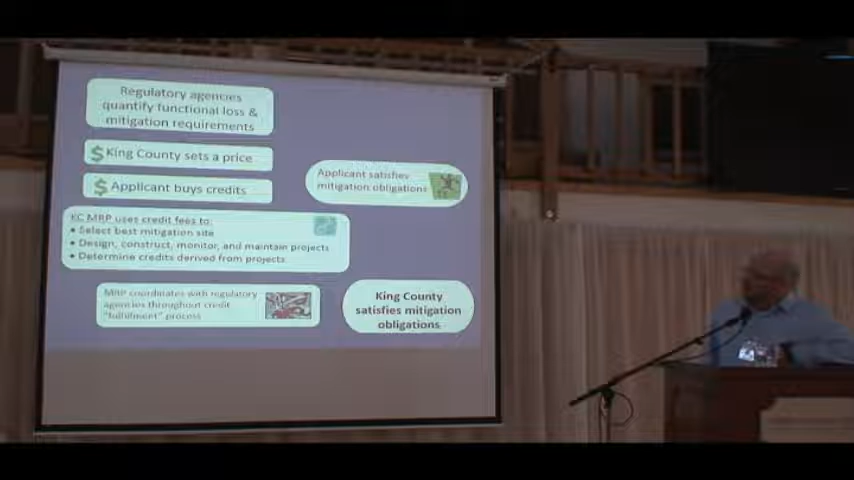 Regulatory agencies
quantify functional loss &
mitigation requirements
$ King County sets a price
$ Applicant buys credits
Applicant satisfies
mitigation obligations
KC MRP uses credit fees to:
• Select best mitigation site
• Design, construct, monitor, and maintain projects
• Determine credits derived from projects
MRP coordinates with regulatory
agencies throughout credit
"fulfillment" process
King County
satisfies mitigation
obligations